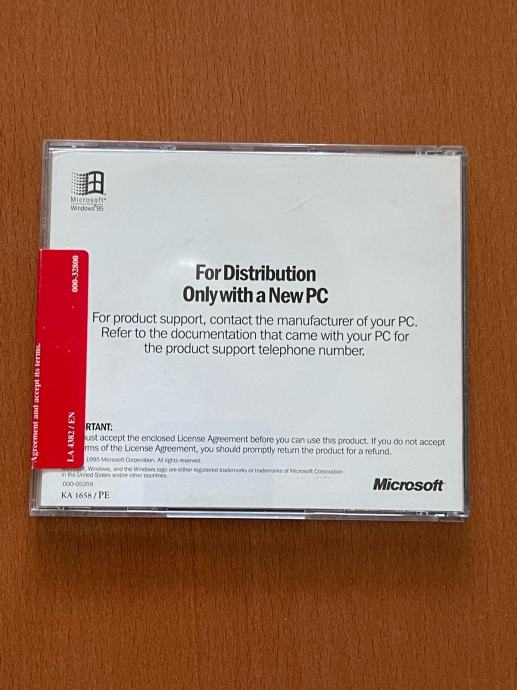 Microsoft®
Windows®95
For Distribution
Only with a New PC
For product support, contact the manufacturer of your PC.
Refer to the documentation that came with your PC for
the product support telephone number.
000-32800
Agreement and accept its terms.
LA 4382 / EN
RTANT:
ust accept the enclosed License Agreement before you can use this product. If you do not accept
rms of the License Agreement, you should promptly return the product for a refund.
1995 Microsoft Corporation. All rights reserved.
Windows, and the Windows logo are either registered trademarks or trademarks of Microsoft Corporation
in the United States and/or other countries.
000-05359
KA 1658 / PE
Microsoft